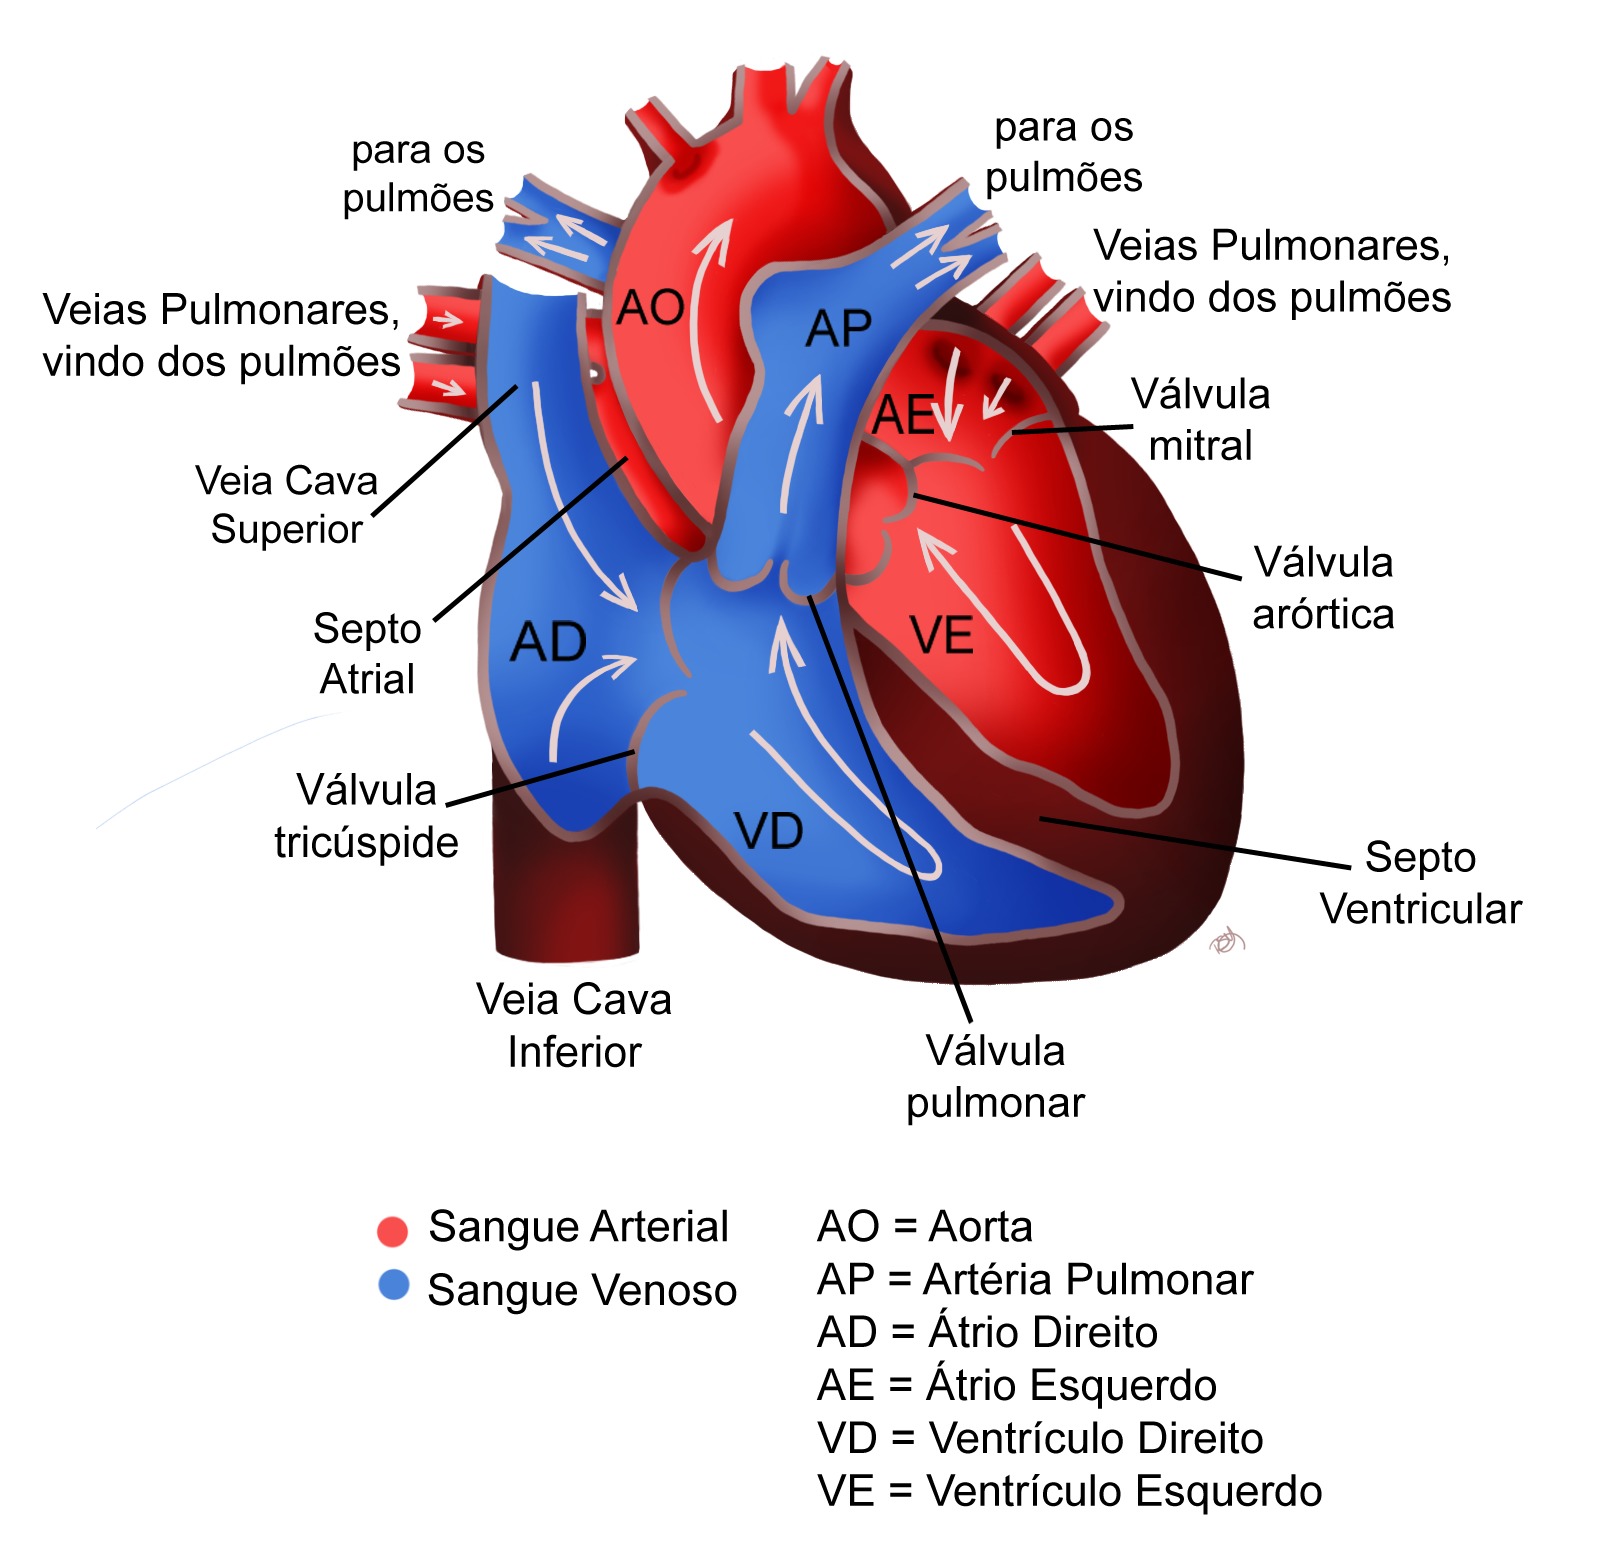 para os
pulmões
para os
pulmões
Veias Pulmonares,
vindo dos pulmões
Veias Pulmonares,
vindo dos pulmões
AO
AP
AE
Válvula
mitral
Veia Cava
Superior
Válvula
arórtica
Septo
Atrial
AD
VE
Válvula
tricúspide
VD
Septo
Ventricular
Veia Cava
Inferior
Válvula
pulmonar
Sangue Arterial
Sangue Venoso
AO = Aorta
AP = Artéria Pulmonar
AD = Átrio Direito
AE = Átrio Esquerdo
VD = Ventrículo Direito
VE = Ventrículo Esquerdo